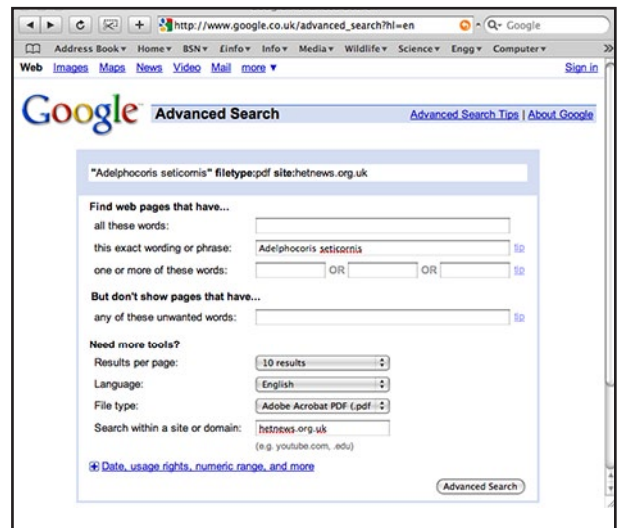 http://www.google.co.uk/advanced_search?hl=en Google
Address Book Home BSN £info Info Media Wildlife Science Engg Computer
Web Images Maps News Video Mail more ▼ Sign in
Google Advanced Search Advanced Search Tips | About Google
"Adelphocoris seticornis" filetype:pdf site:hetnews.org.uk
Find web pages that have...
all these words:
this exact wording or phrase: Adelphocoris seticornis tip
one or more of these words: OR OR tip
But don't show pages that have...
any of these unwanted words: tip
Need more tools?
Results per page: 10 results
Language: English
File type: Adobe Acrobat PDF (.pdf
Search within a site or domain: hetnews.org.uk
(e.g. youtube.com, .edu)
Date, usage rights, numeric range, and more
Advanced Search